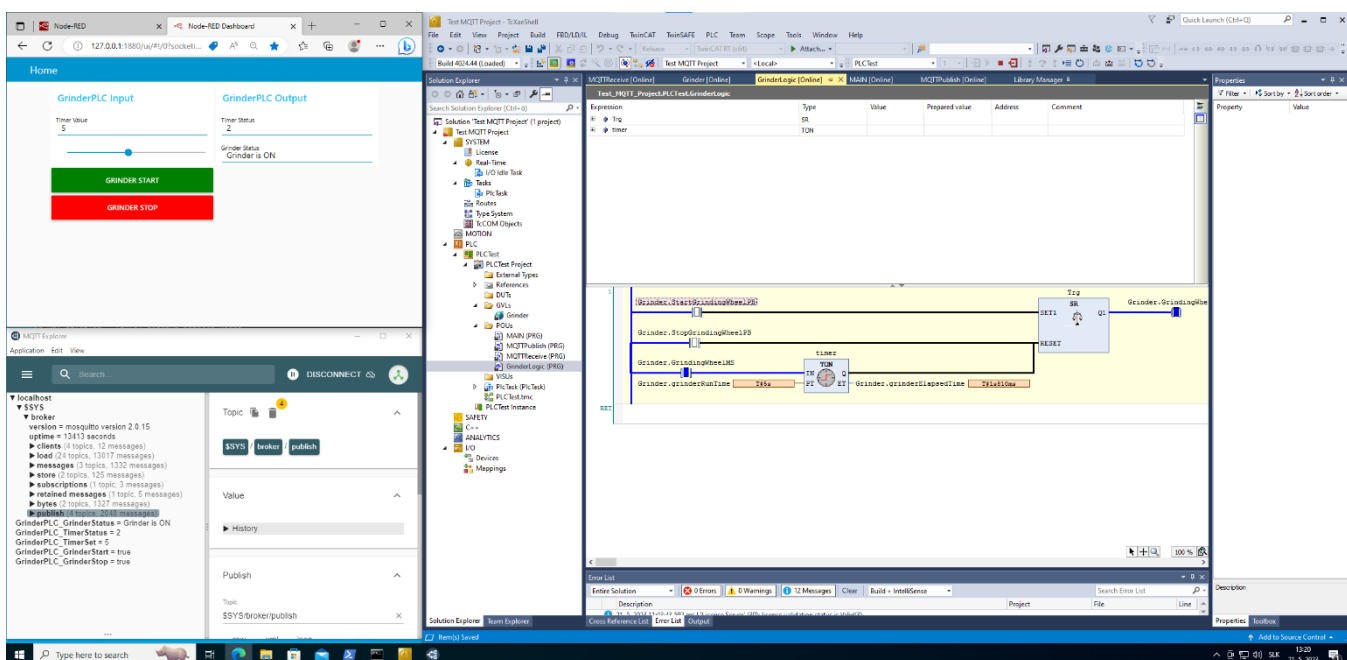 Node-RED
Node-RED Dashboard
127.0.0.1:1880/ui/#!/0?socketi...
Home
GrinderPLC Input
Timer Value
5
GRINDER START
GRINDER STOP
GrinderPLC Output
Timer Status
2
Grinder Status
Grinder is ON
MQTT Explorer
Application Edit View
Search...
DISCONNECT
localhost
$SYS
broker
version = mosquitto version 2.0.15
uptime = 13413 seconds
clients (4 topics, 12 messages)
load (24 topics, 13017 messages)
messages (3 topics, 1332 messages)
store (2 topics, 125 messages)
subscriptions (1 topic, 3 messages)
retained messages (1 topic, 5 messages)
bytes (2 topics, 1327 messages)
publish (4 topics, 2048 messages)
GrinderPLC_GrinderStatus = Grinder is ON
GrinderPLC_TimerStatus = 2
GrinderPLC_TimerSet = 5
GrinderPLC_GrinderStart = true
GrinderPLC_GrinderStop = true
Topic
4
$SYS / broker / publish
Value
History
Publish
Topic
$SYS/broker/publish
Test MQTT Project - TcXaeShell
Quick Launch (Ctrl+Q)
File Edit View Project Build FBD/LD/IL Debug TwinCAT TwinSAFE PLC Team Scope Tools Window Help
Release TwinCAT RT (x64) Attach...
Build 4024.44 (Loaded) Test MQTT Project <Local> PLCTest
Solution Explorer
Search Solution Explorer
Solution 'Test MQTT Project' (1 project)
Test MQTT Project
SYSTEM
License
Real-Time
I/O Idle Task
Tasks
PlcTask
Routes
Type System
TcCOM Objects
MOTION
PLC
PLCTest
PLCTest Project
External Types
References
DUTs
GVLs
Grinder
POUs
MAIN (PRG)
MQTTPublish (PRG)
MQTTReceive (PRG)
GrinderLogic (PRG)
VISUs
PlcTask (PlcTask)
PLCTest.tmc
PLCTest Instance
SAFETY
C++
ANALYTICS
I/O
Devices
Mappings
Solution Explorer Team Explorer
MQTTReceive [Online] Grinder [Online] GrinderLogic [Online] MAIN [Online] MQTTPublish [Online] Library Manager
Test_MQTT_Project.PLCTest.GrinderLogic
Expression Type Value Prepared value Address Comment
Trg SR
timer TON
1
Grinder.StartGrindingWheelPB
Trg
SR
SET1 Q1
Grinder.GrindingWhe
Grinder.StopGrindingWheelPB
RESET
timer
Grinder.GrindingWheelMS
TON
IN Q
Grinder.grinderRunTime T#5s PT ET Grinder.grinderElapsedTime T#1s810ms
RET
100 %
Error List
Entire Solution 0 Errors 0 Warnings 12 Messages Clear Build + IntelliSense Search Error List
Description Project File Line
Cross Reference List Error List Output
Properties
Filter Sort by Sort order
Property Value
Description
Properties Toolbox
Item(s) Saved
Add to Source Control
Type here to search
SLK
13:20
21. 5. 2023